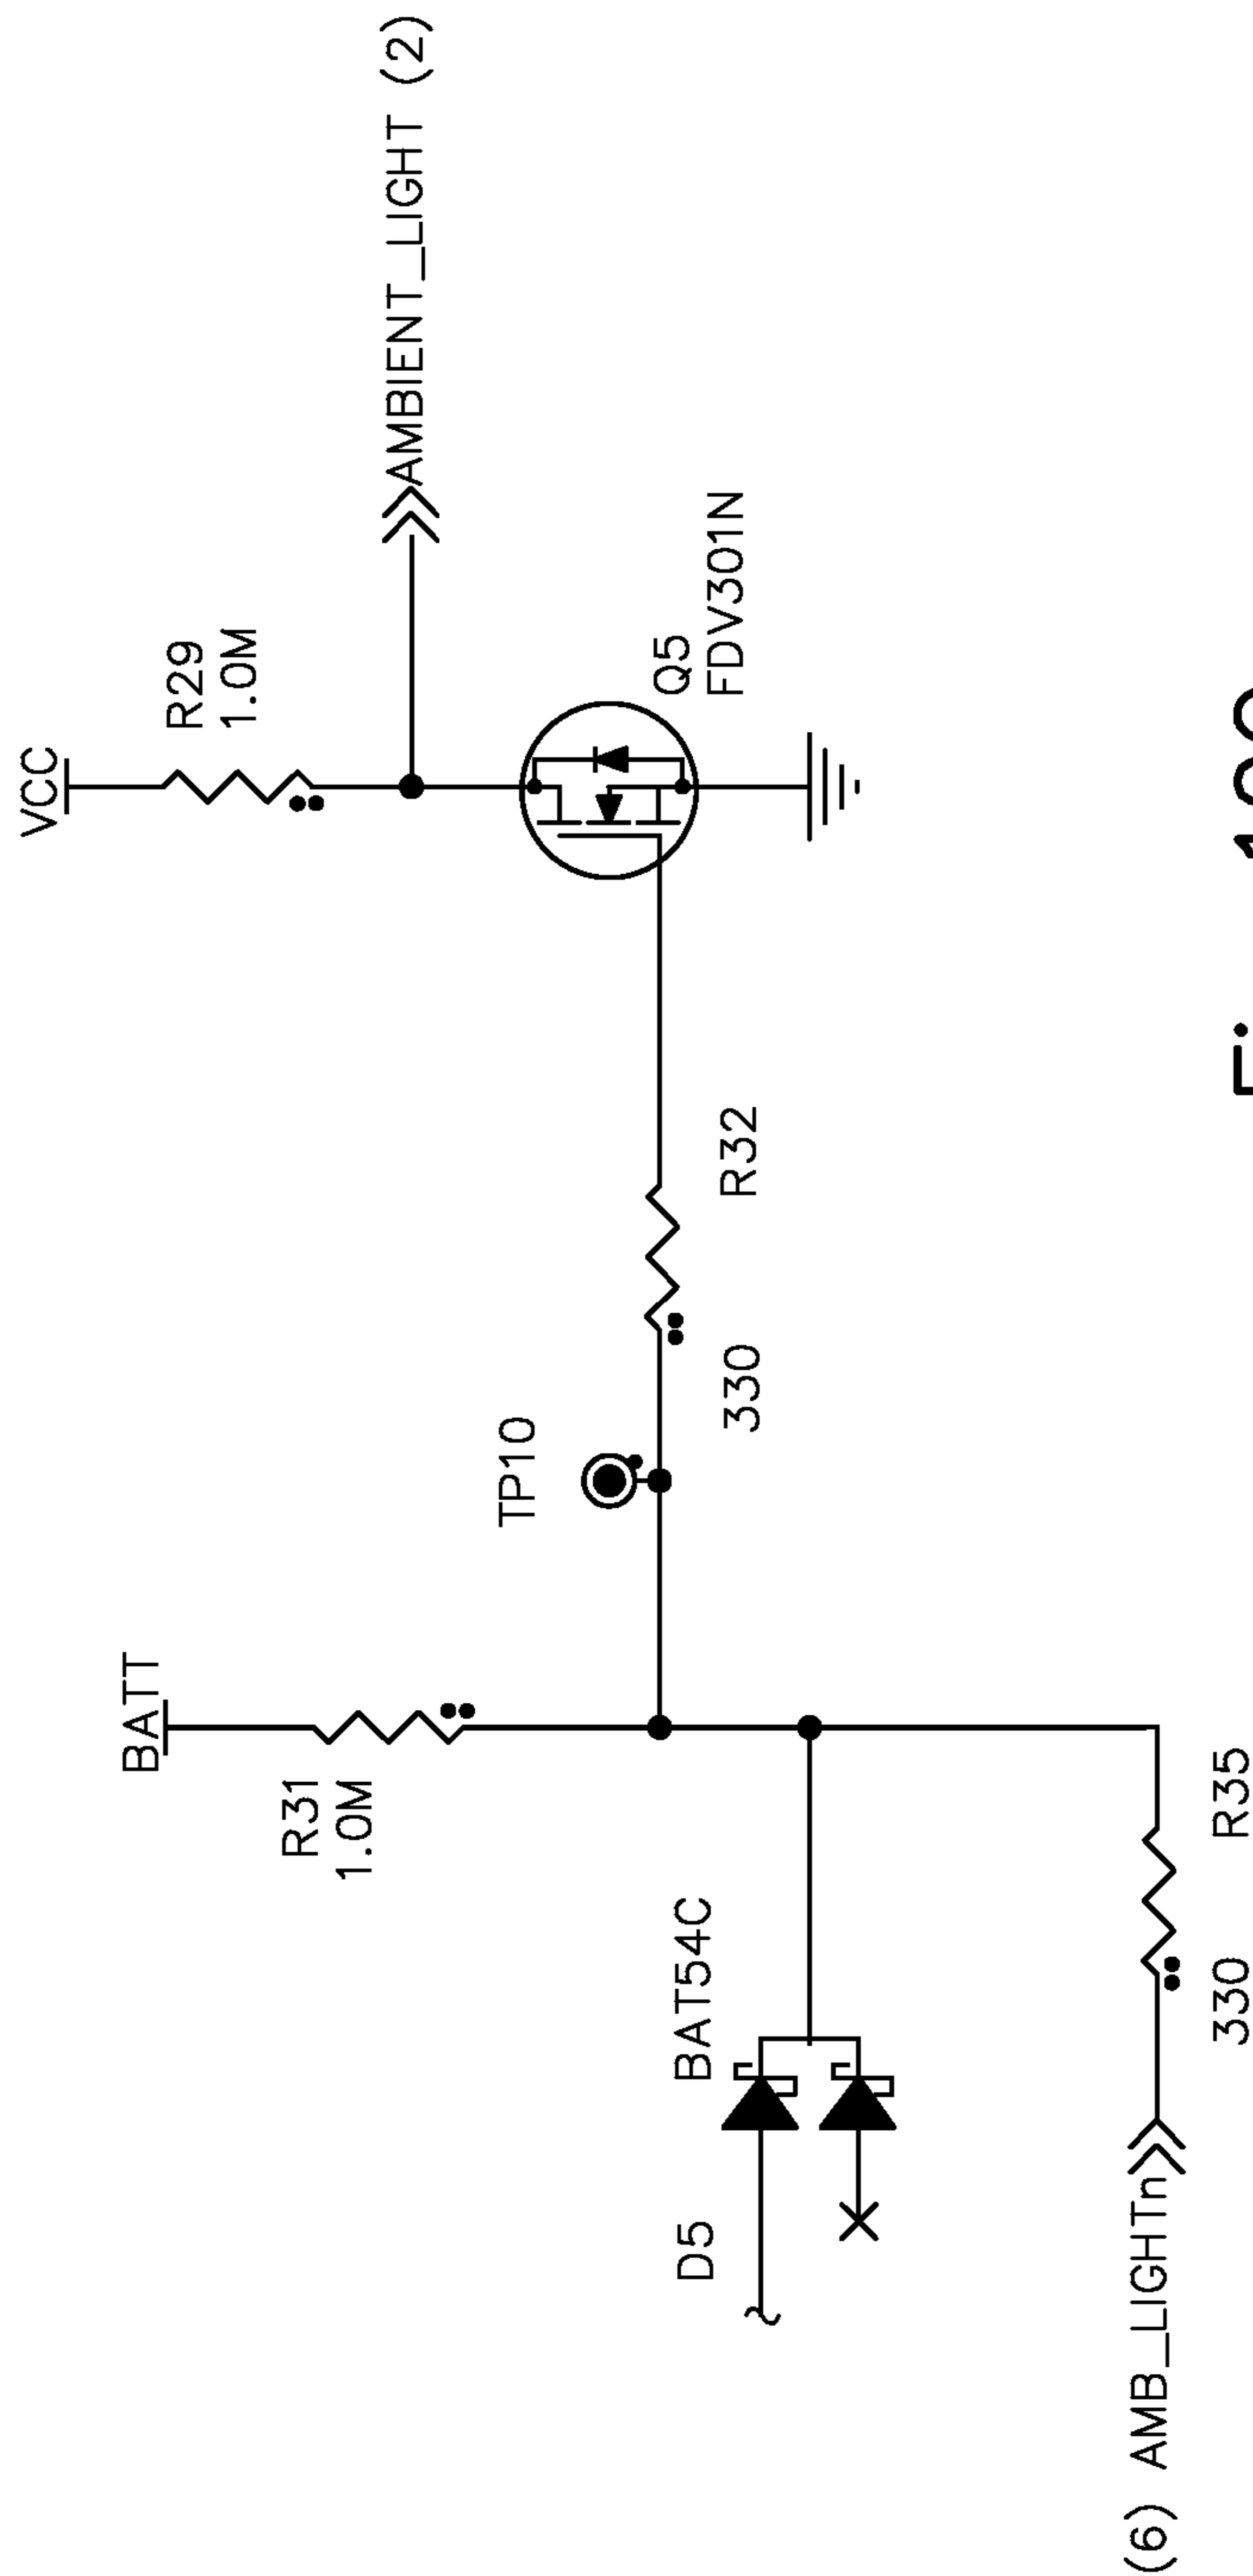 VCC
R29
1.0M
AMBIENT_LIGHT (2)
BATT
R31
1.0M
TP10
Q5
FDV301N
R32
330
D5
BAT54C
(6) AMB_LIGHTn
330
R35